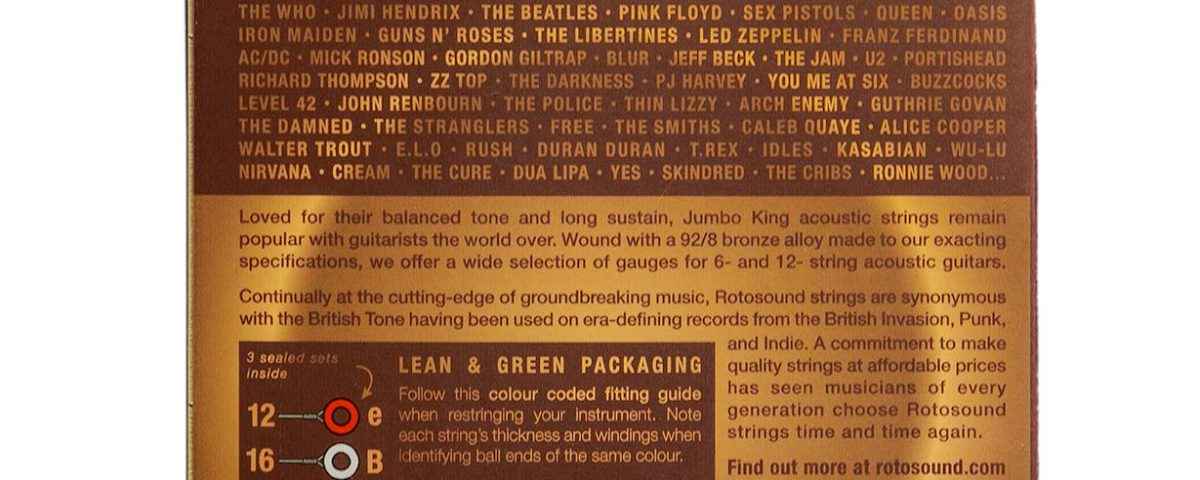 THE WHO • JIMI HENDRIX • THE BEATLES • PINK FLOYD • SEX PISTOLS • QUEEN • OASIS
IRON MAIDEN • GUNS N' ROSES • THE LIBERTINES • LED ZEPPELIN • FRANZ FERDINAND
AC/DC • MICK RONSON • GORDON GILTRAP • BLUR • JEFF BECK • THE JAM • U2 • PORTISHEAD
RICHARD THOMPSON • ZZ TOP • THE DARKNESS • PJ HARVEY • YOU ME AT SIX • BUZZCOCKS
LEVEL 42 • JOHN RENBOURN • THE POLICE • THIN LIZZY • ARCH ENEMY • GUTHRIE GOVAN
THE DAMNED • THE STRANGLERS • FREE • THE SMITHS • CALEB QUAYE • ALICE COOPER
WALTER TROUT • E.L.O • RUSH • DURAN DURAN • T.REX • IDLES • KASABIAN • WU-LU
NIRVANA • CREAM • THE CURE • DUA LIPA • YES • SKINDRED • THE CRIBS • RONNIE WOOD...
Loved for their balanced tone and long sustain, Jumbo King acoustic strings remain
popular with guitarists the world over. Wound with a 92/8 bronze alloy made to our exacting
specifications, we offer a wide selection of gauges for 6- and 12- string acoustic guitars.
Continually at the cutting-edge of groundbreaking music, Rotosound strings are synonymous
with the British Tone having been used on era-defining records from the British Invasion, Punk,
and Indie. A commitment to make
quality strings at affordable prices
has seen musicians of every
generation choose Rotosound
strings time and time again.
Find out more at rotosound.com
3 sealed sets
inside
LEAN & GREEN PACKAGING
Follow this colour coded fitting guide
when restringing your instrument. Note
each string's thickness and windings when
identifying ball ends of the same colour.
12 e
16 B